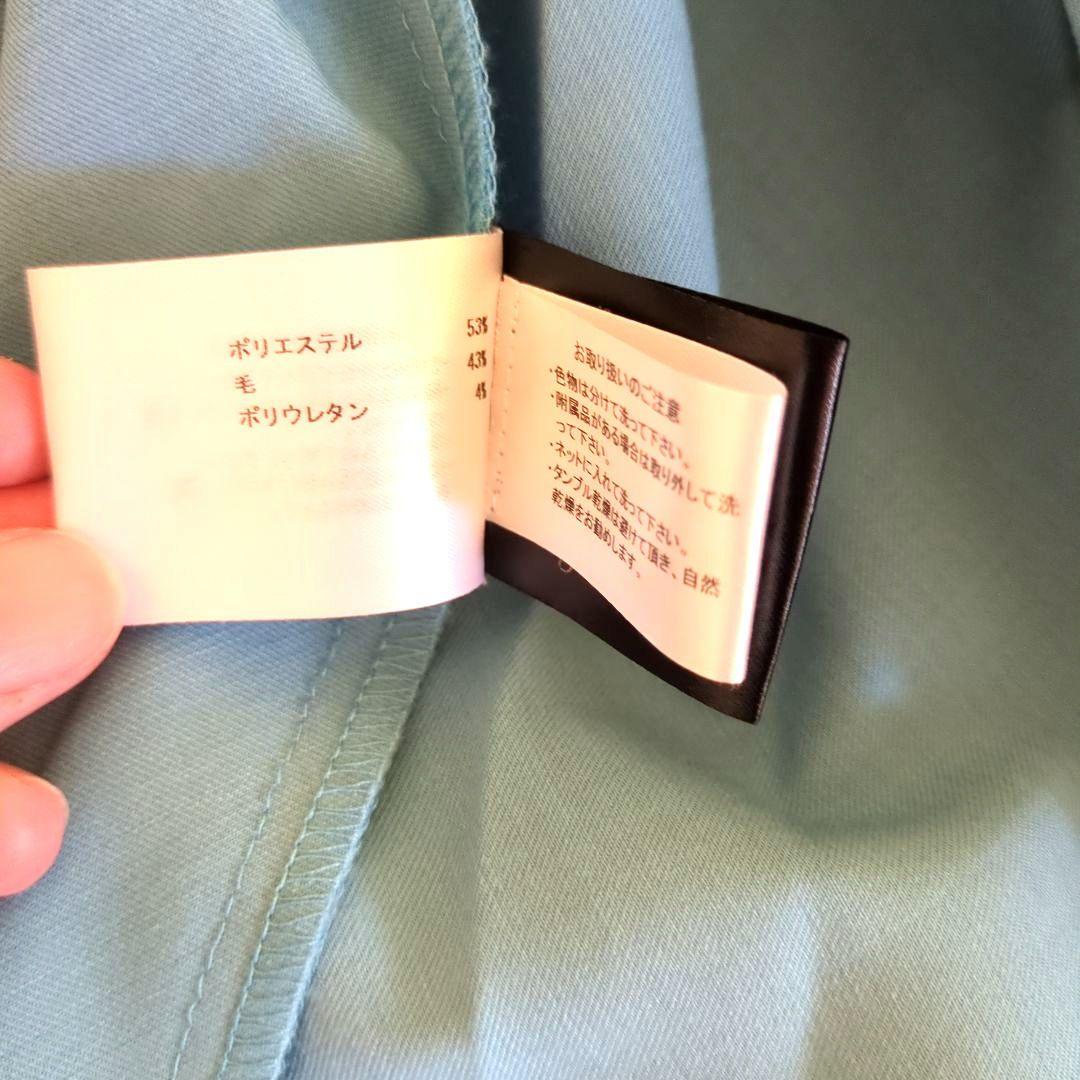 ポリエステル 53%
毛 43%
ポリウレタン 4%
お取り扱いのご注意
・色物は分けて洗って下さい。
・附属品がある場合は取り外して洗
って下さい。
・ネットに入れて洗って下さい。
・タンブル乾燥は避けて頂き、自然
乾燥をお勧めします。